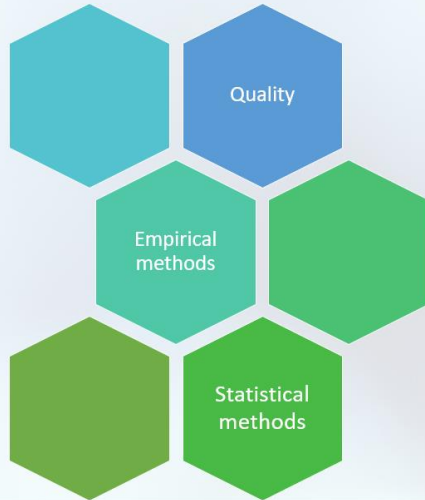 Quality
Empirical
methods
Statistical
methods